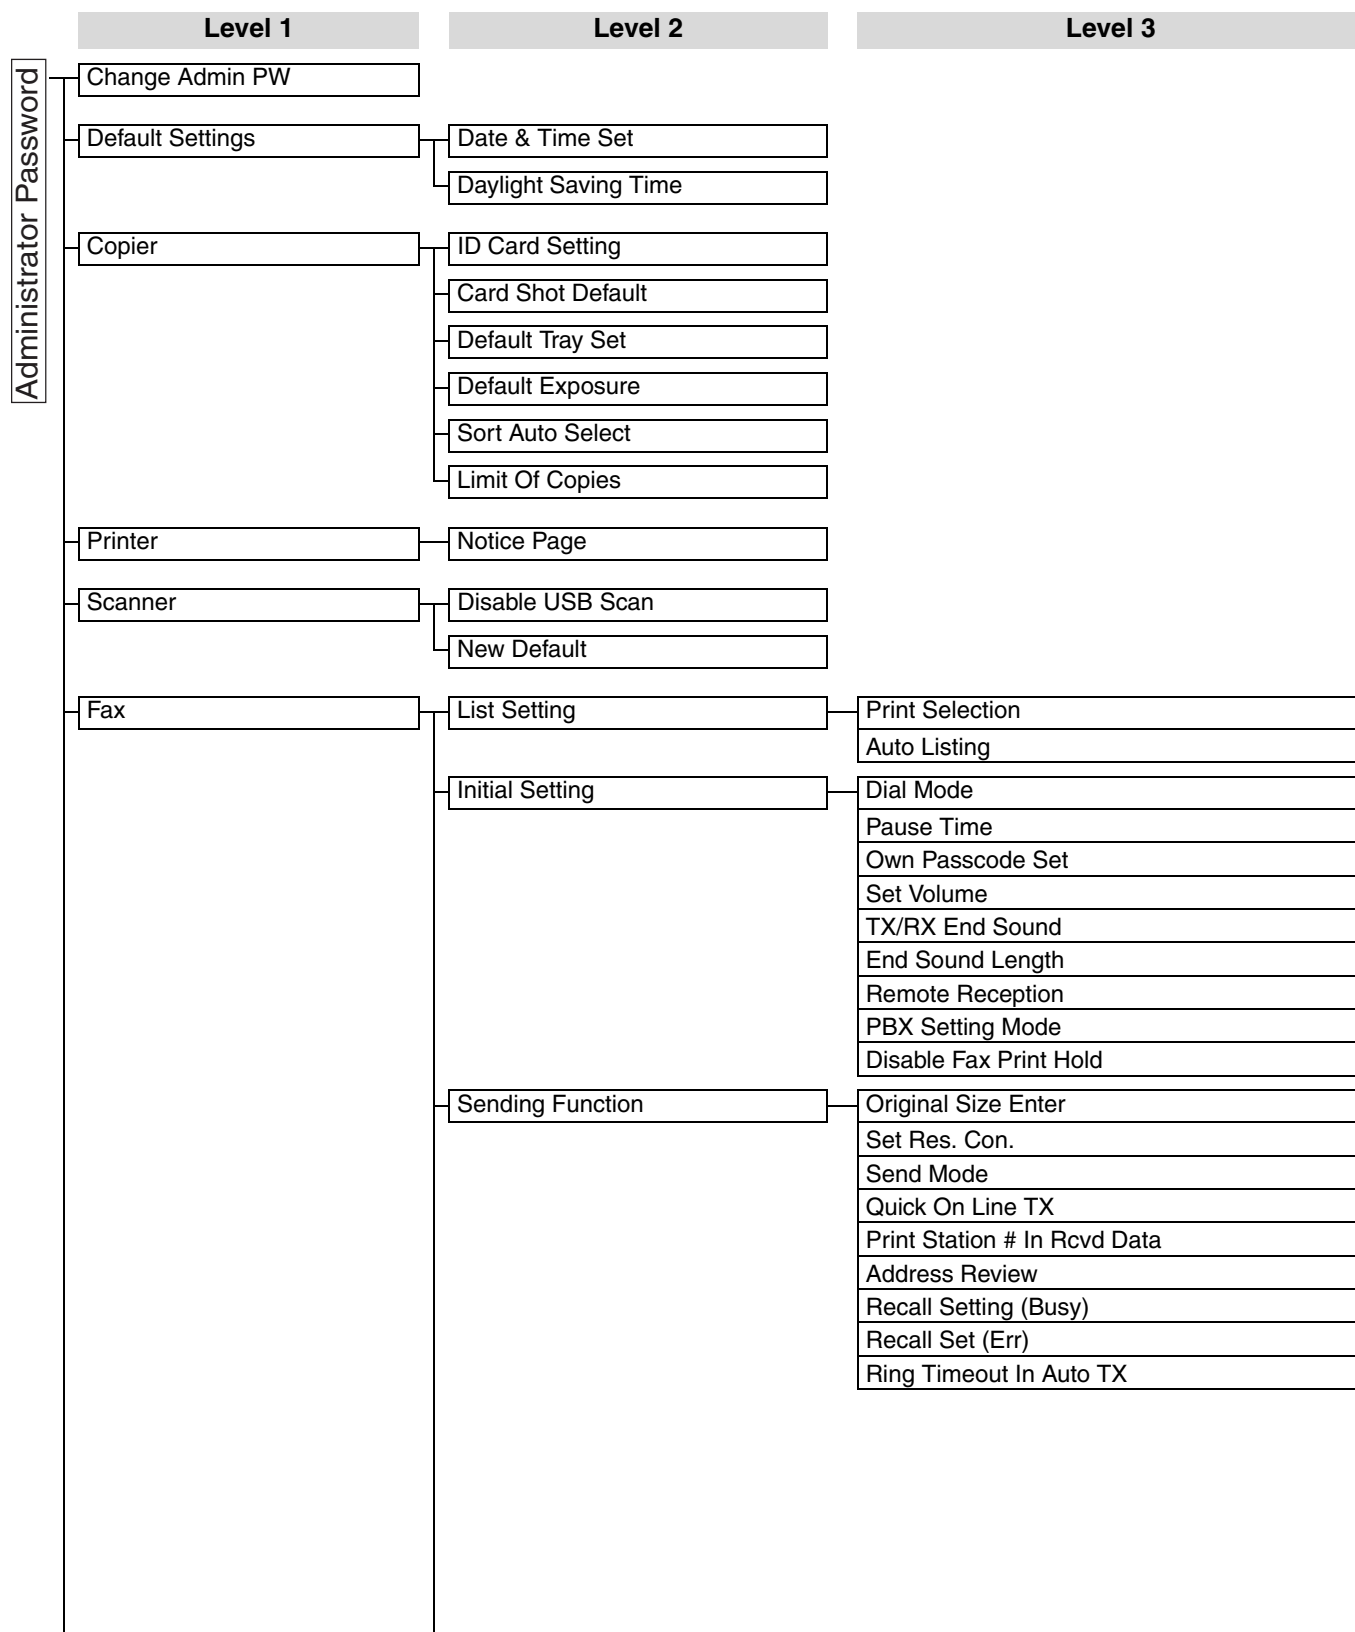 Level 1 Level 2 Level 3
Administrator Password
Change Admin PW
Default Settings Date & Time Set
Daylight Saving Time
Copier ID Card Setting
Card Shot Default
Default Tray Set
Default Exposure
Sort Auto Select
Limit Of Copies
Printer Notice Page
Scanner Disable USB Scan
New Default
Fax List Setting Print Selection
Auto Listing
Initial Setting Dial Mode
Pause Time
Own Passcode Set
Set Volume
TX/RX End Sound
End Sound Length
Remote Reception
PBX Setting Mode
Disable Fax Print Hold
Sending Function Original Size Enter
Set Res. Con.
Send Mode
Quick On Line TX
Print Station # In Rcvd Data
Address Review
Recall Setting (Busy)
Recall Set (Err)
Ring Timeout In Auto TX